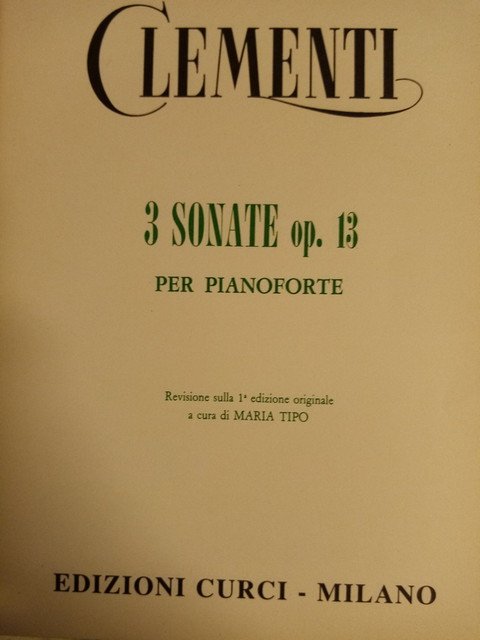 CLEMENTI
3 SONATE op. 13
PER PIANOFORTE
Revisione sulla 1ª edizione originale
a cura di MARIA TIPO
EDIZIONI CURCI - MILANO